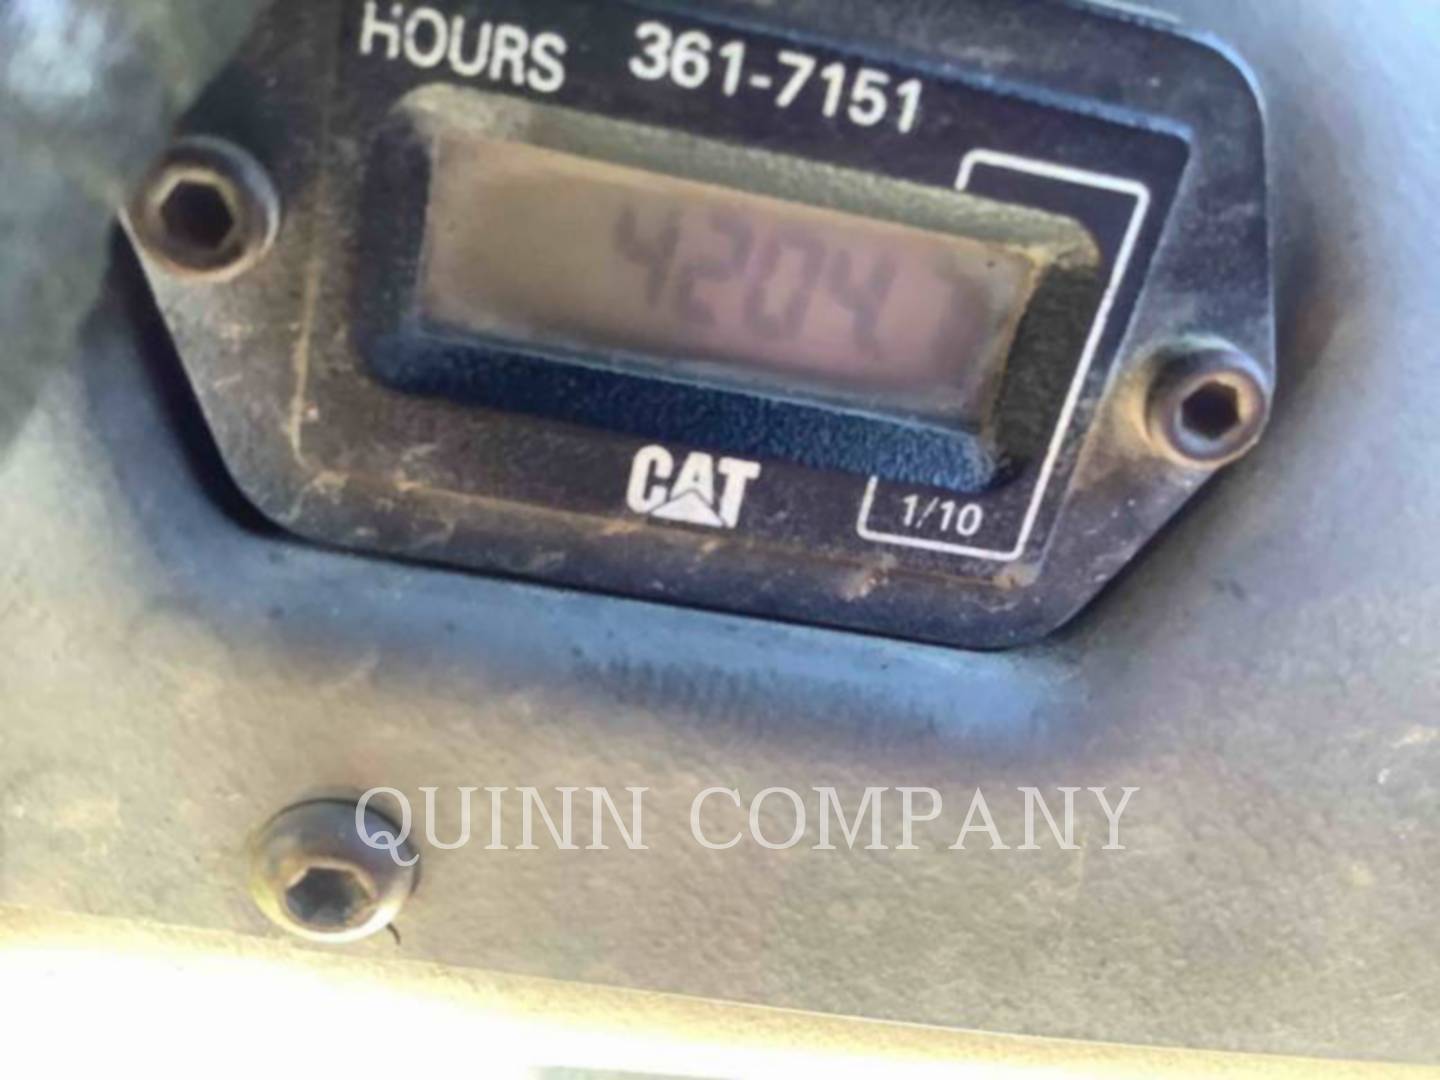 HOURS 361-7151
4204
CAT
1/10
QUINN COMPANY